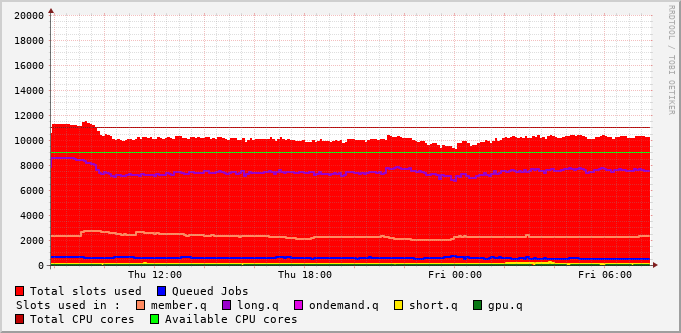 RRDTOOL / TOBI OETIKER
20000
18000
16000
14000
12000
10000
8000
6000
4000
2000
0
Thu 12:00 Thu 18:00 Fri 00:00 Fri 06:00
Total slots used Queued Jobs
Slots used in : member.q long.q ondemand.q short.q gpu.q
Total CPU cores Available CPU cores